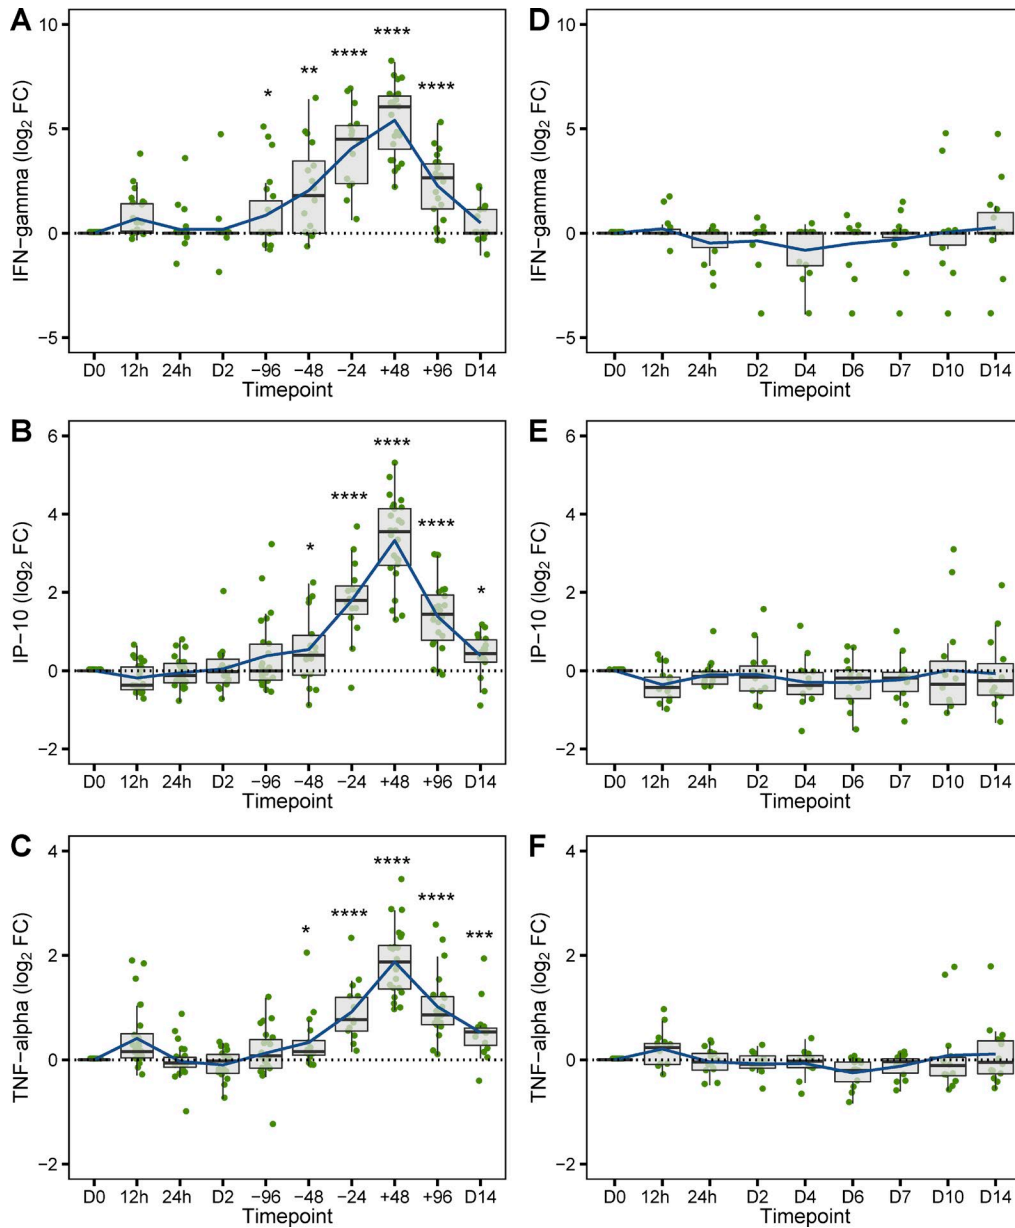 A
IFN−gamma (log2 FC)
10
5
0
−5
*
**
****
****
****
D0 12h 24h D2 −96 −48 −24 +48 +96 D14
Timepoint
D
IFN−gamma (log2 FC)
10
5
0
−5
D0 12h 24h D2 D4 D6 D7 D10 D14
Timepoint
B
IP−10 (log2 FC)
6
4
2
0
−2
*
****
****
****
*
D0 12h 24h D2 −96 −48 −24 +48 +96 D14
Timepoint
E
IP−10 (log2 FC)
6
4
2
0
−2
D0 12h 24h D2 D4 D6 D7 D10 D14
Timepoint
C
TNF−alpha (log2 FC)
4
2
0
−2
*
****
****
****
***
D0 12h 24h D2 −96 −48 −24 +48 +96 D14
Timepoint
F
TNF−alpha (log2 FC)
4
2
0
−2
D0 12h 24h D2 D4 D6 D7 D10 D14
Timepoint